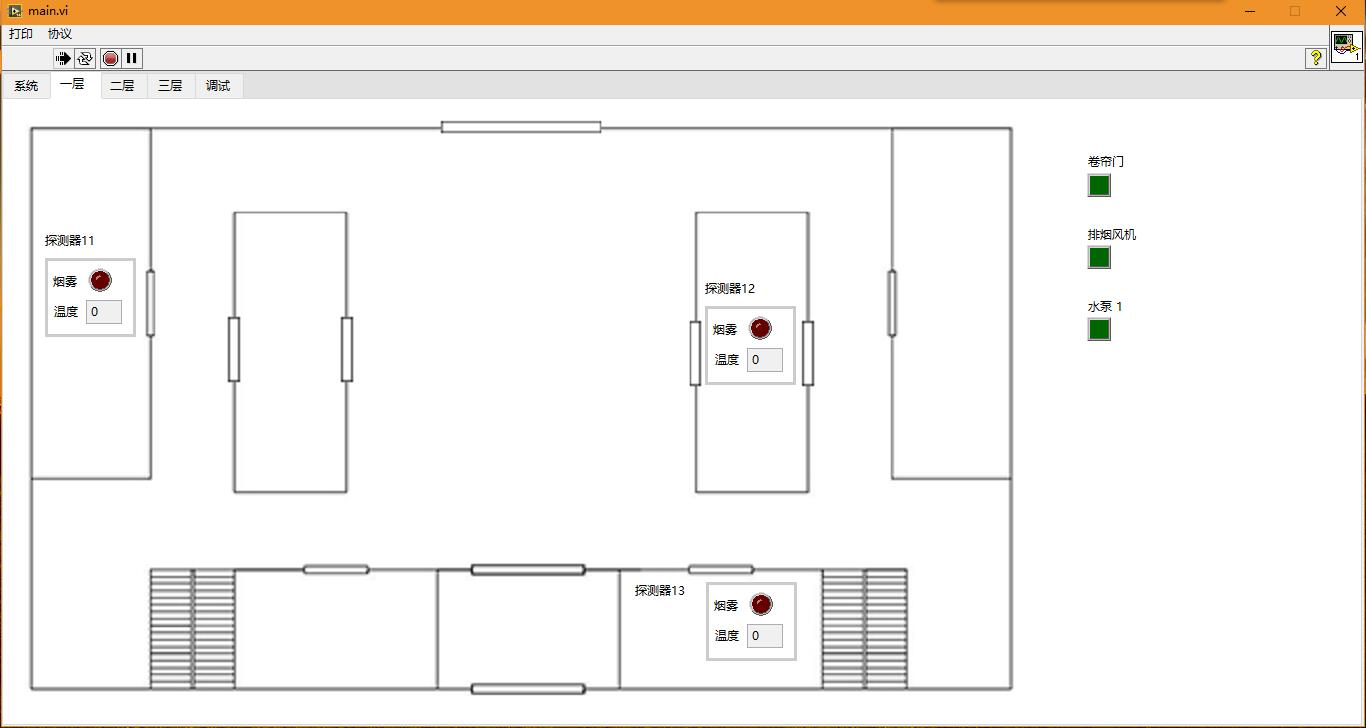 main.vi
打印 协议
?
1
系统 一层 二层 三层 调试
卷帘门
排烟风机
水泵 1
探测器11
烟雾
温度 0
探测器12
烟雾
温度 0
探测器13
烟雾
温度 0